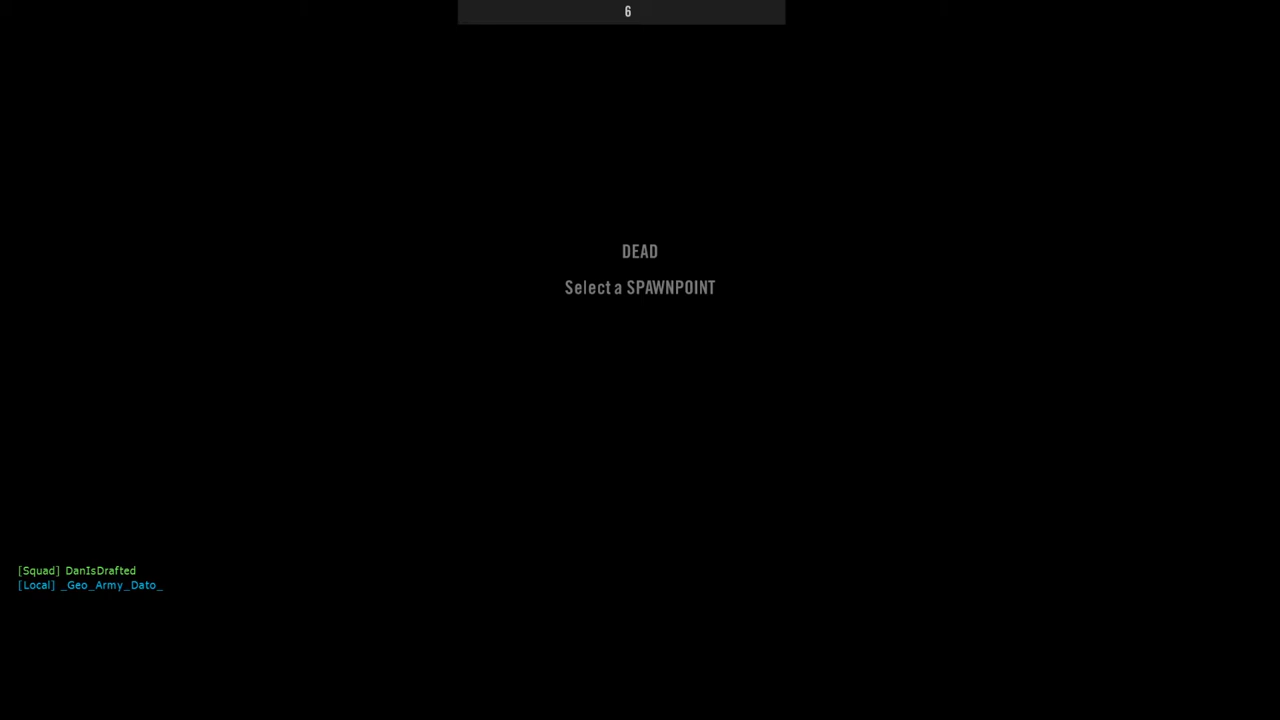 6
DEAD
Select a SPAWNPOINT
[Squad] DanIsDrafted
[Local] _Geo_Army_Dato_